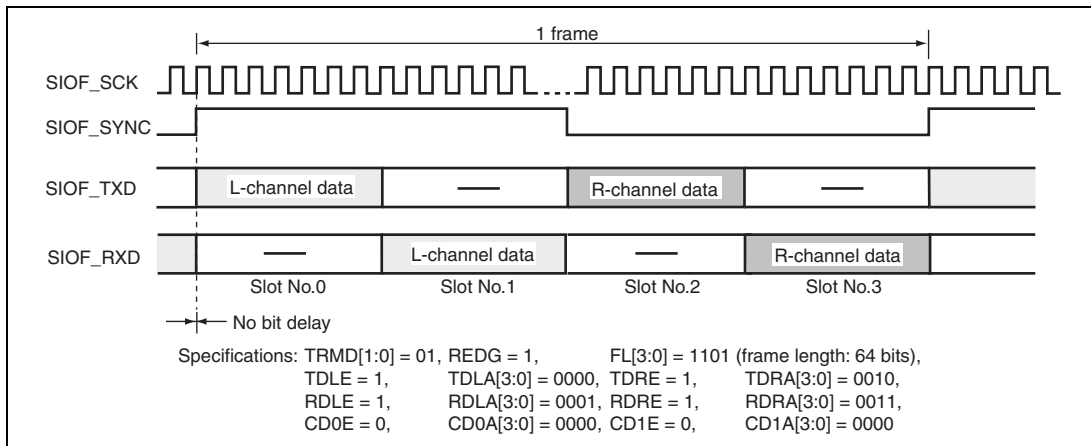 1 frame
SIOF_SCK
SIOF_SYNC
SIOF_TXD L-channel data — R-channel data —
SIOF_RXD — L-channel data — R-channel data
Slot No.0 Slot No.1 Slot No.2 Slot No.3
No bit delay
Specifications: TRMD[1:0] = 01, REDG = 1, FL[3:0] = 1101 (frame length: 64 bits),
TDLE = 1, TDLA[3:0] = 0000, TDRE = 1, TDRA[3:0] = 0010,
RDLE = 1, RDLA[3:0] = 0001, RDRE = 1, RDRA[3:0] = 0011,
CD0E = 0, CD0A[3:0] = 0000, CD1E = 0, CD1A[3:0] = 0000